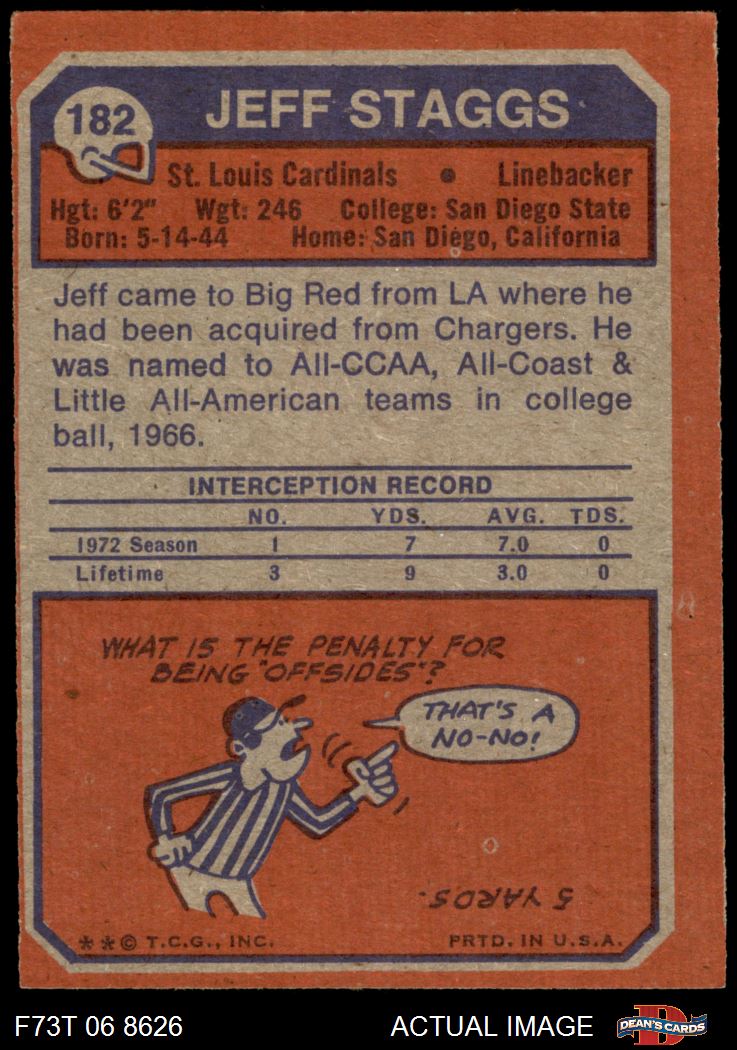 182
JEFF STAGGS
St. Louis Cardinals • Linebacker
Hgt: 6'2" Wgt: 246 College: San Diego State
Born: 5-14-44 Home: San Diego, California
Jeff came to Big Red from LA where he
had been acquired from Chargers. He
was named to All-CCAA, All-Coast &
Little All-American teams in college
ball, 1966.
INTERCEPTION RECORD
NO. YDS. AVG. TDS.
1972 Season 1 7 7.0 0
Lifetime 3 9 3.0 0
WHAT IS THE PENALTY FOR
BEING "OFFSIDES"?
THAT'S A
NO-NO!
5 YARDS.
** © T.C.G., INC. PRTD. IN U.S.A.
F73T 06 8626 ACTUAL IMAGE D DEAN'S CARDS